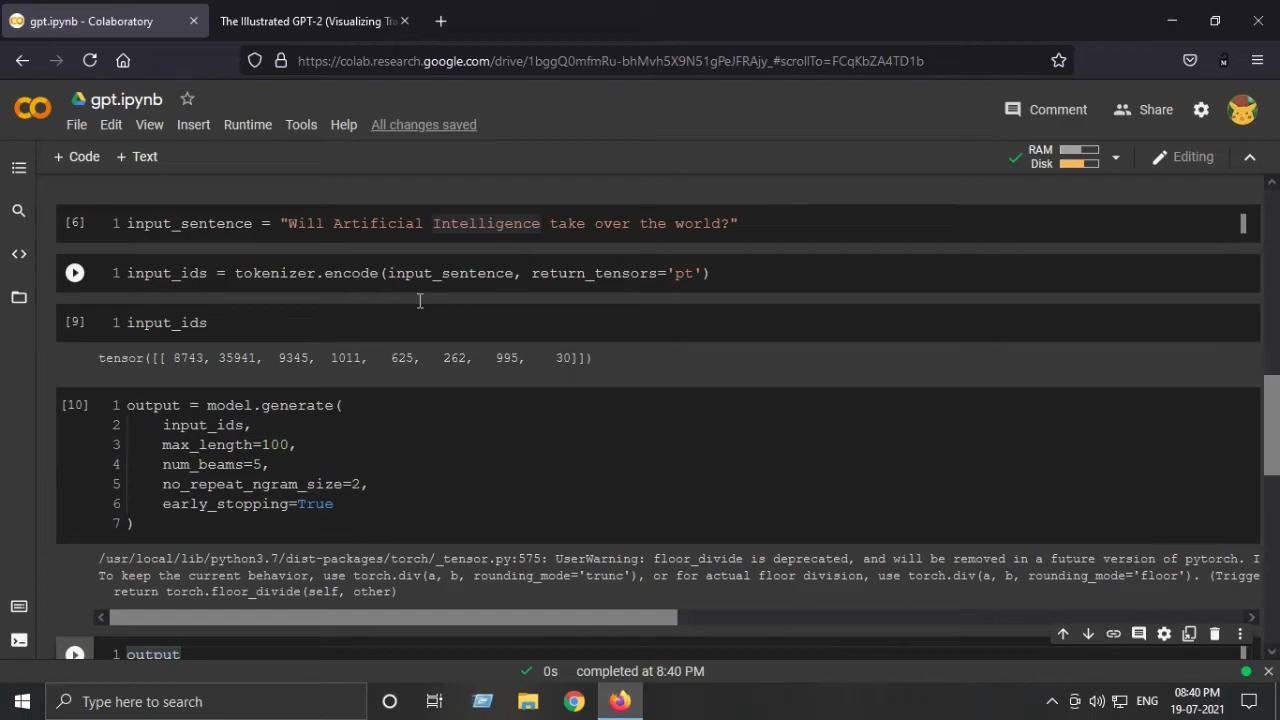 gpt.ipynb - Colaboratory
The Illustrated GPT-2 (Visualizing Tra
https://colab.research.google.com/drive/1bggQ0mfmRu-bhMvh5X9N51gPeJFRAjy_#scrollTo=FCqKbZA4TD1b
gpt.ipynb
File Edit View Insert Runtime Tools Help All changes saved
Comment Share
+ Code + Text
RAM
Disk
Editing
[6] 1 input_sentence = "Will Artificial Intelligence take over the world?"
1 input_ids = tokenizer.encode(input_sentence, return_tensors='pt')
[9] 1 input_ids
tensor([[ 8743, 35941, 9345, 1011, 625, 262, 995, 30]])
[10] 1 output = model.generate(
2 input_ids,
3 max_length=100,
4 num_beams=5,
5 no_repeat_ngram_size=2,
6 early_stopping=True
7 )
/usr/local/lib/python3.7/dist-packages/torch/_tensor.py:575: UserWarning: floor_divide is deprecated, and will be removed in a future version of pytorch. I
To keep the current behavior, use torch.div(a, b, rounding_mode='trunc'), or for actual floor division, use torch.div(a, b, rounding_mode='floor'). (Trigge
return torch.floor_divide(self, other)
1 output
0s completed at 8:40 PM
Type here to search
ENG
08:40 PM
19-07-2021